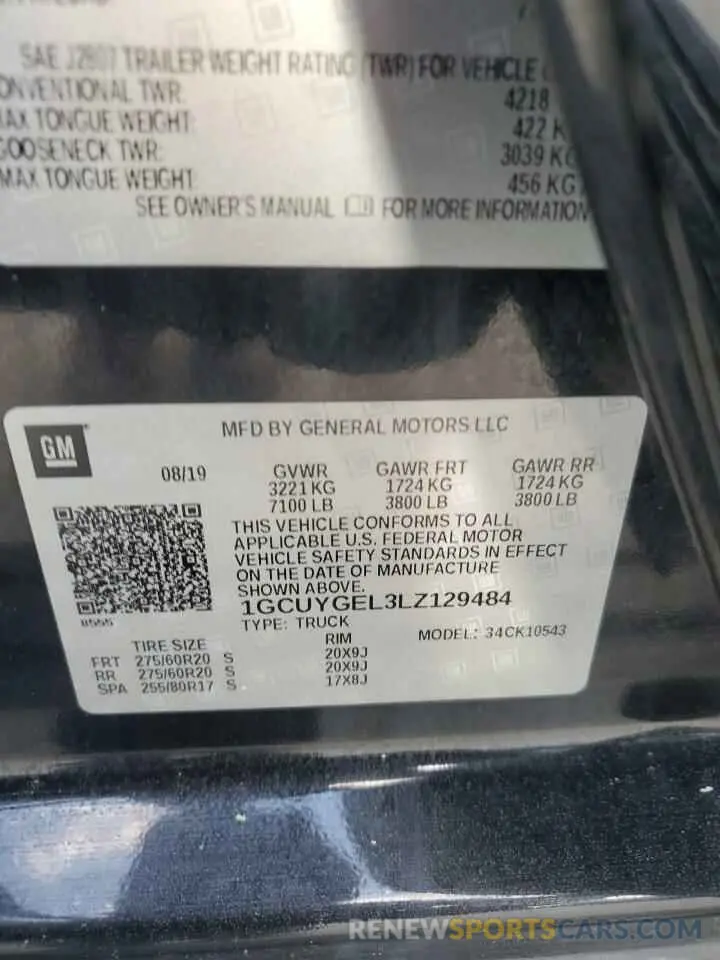 SAE J2807 TRAILER WEIGHT RATING (TWR) FOR VEHICLE
CONVENTIONAL TWR: 4218
MAX TONGUE WEIGHT: 422 K
GOOSENECK TWR: 3039 KG
MAX TONGUE WEIGHT: 456 KG
SEE OWNER'S MANUAL FOR MORE INFORMATION
GM
MFD BY GENERAL MOTORS LLC
08/19 GVWR GAWR FRT GAWR RR
3221 KG 1724 KG 1724 KG
7100 LB 3800 LB 3800 LB
THIS VEHICLE CONFORMS TO ALL
APPLICABLE U.S. FEDERAL MOTOR
VEHICLE SAFETY STANDARDS IN EFFECT
ON THE DATE OF MANUFACTURE
SHOWN ABOVE.
1GCUYGEL3LZ129484
8555
TYPE: TRUCK MODEL: 34CK10543
TIRE SIZE RIM
FRT 275/60R20 S 20X9J
RR 275/60R20 S 20X9J
SPA 255/80R17 S 17X8J
RENEWSPORTCARS.COM